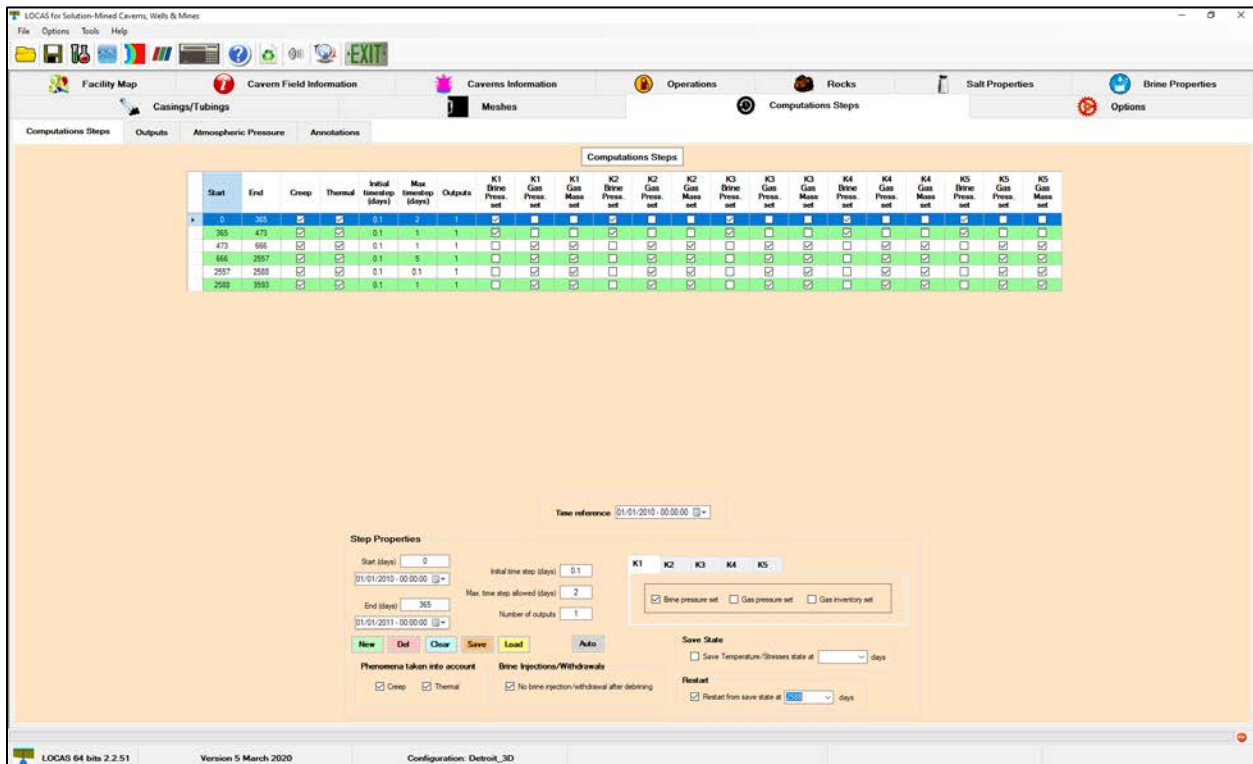 LOCAS for Solution-Mined Caverns, Wells & Mines
File Options Tools Help
EXIT
Facility Map Cavern Field Information Caverns Information Operations Rocks Salt Properties Brine Properties
Casings/Tubings Meshes Computations Steps Options
Computations Steps Outputs Atmospheric Pressure Annotations
Computations Steps
Start End Creep Thermal Initial timestep (days) Max timestep (days) Outputs K1 Brine Press. set K1 Gas Press. set K1 Gas Mass set K2 Brine Press. set K2 Gas Press. set K2 Gas Mass set K3 Brine Press. set K3 Gas Press. set K3 Gas Mass set K4 Brine Press. set K4 Gas Press. set K4 Gas Mass set K5 Brine Press. set K5 Gas Press. set K5 Gas Mass set
0 365 0.1 2 1
365 473 0.1 1 1
473 666 0.1 1 1
666 2557 0.1 5 1
2557 2588 0.1 0.1 1
2588 3593 0.1 1 1
Time reference 01/01/2010 - 00:00:00
Step Properties
Start (days) 0
01/01/2010 - 00:00:00
End (days) 365
01/01/2011 - 00:00:00
Initial time step (days) 0.1
Max. time step allowed (days) 2
Number of outputs 1
K1 K2 K3 K4 K5
Brine pressure set Gas pressure set Gas inventory set
New Del Clear Save Load Auto
Phenomena taken into account
Creep Thermal
Brine Injections/Withdrawals
No brine injection/withdrawal after debrining
Save State
Save Temperature/Stresses state at days
Restart
Restart from save state at 2588 days
LOCAS 64 bits 2.2.51 Version 5 March 2020 Configuration: Detroit_3D